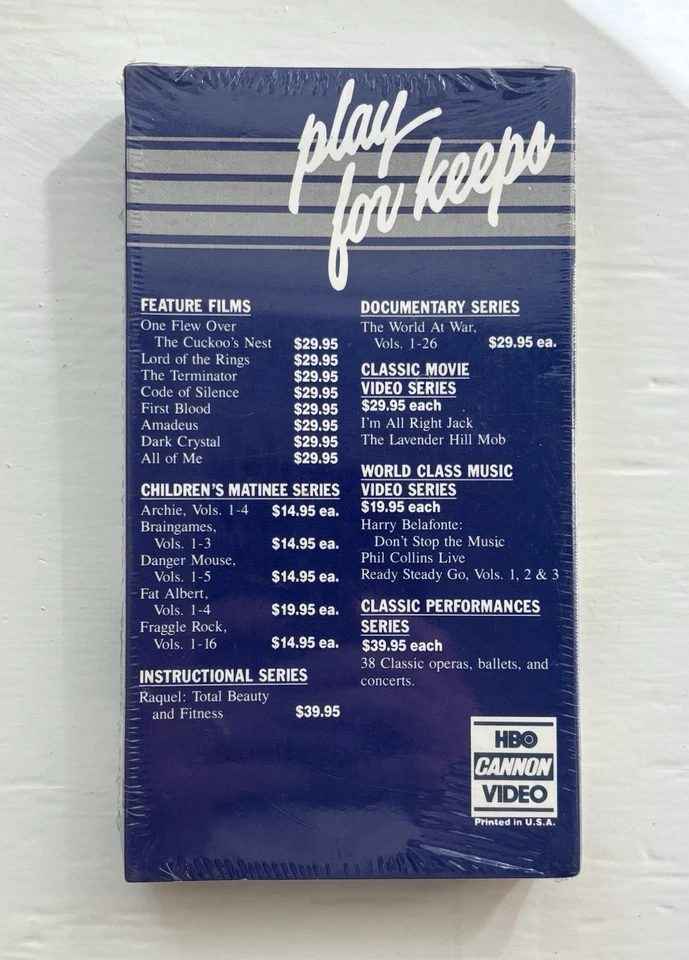 play
for keeps
FEATURE FILMS
One Flew Over
The Cuckoo's Nest $29.95
Lord of the Rings $29.95
The Terminator $29.95
Code of Silence $29.95
First Blood $29.95
Amadeus $29.95
Dark Crystal $29.95
All of Me $29.95
CHILDREN'S MATINEE SERIES
Archie, Vols. 1-4 $14.95 ea.
Braingames,
Vols. 1-3 $14.95 ea.
Danger Mouse,
Vols. 1-5 $14.95 ea.
Fat Albert,
Vols. 1-4 $19.95 ea.
Fraggle Rock,
Vols. 1-16 $14.95 ea.
INSTRUCTIONAL SERIES
Raquel: Total Beauty
and Fitness $39.95
DOCUMENTARY SERIES
The World At War,
Vols. 1-26 $29.95 ea.
CLASSIC MOVIE
VIDEO SERIES
$29.95 each
I'm All Right Jack
The Lavender Hill Mob
WORLD CLASS MUSIC
VIDEO SERIES
$19.95 each
Harry Belafonte:
Don't Stop the Music
Phil Collins Live
Ready Steady Go, Vols. 1, 2 & 3
CLASSIC PERFORMANCES
SERIES
$39.95 each
38 Classic operas, ballets, and
concerts.
HBO
CANNON
VIDEO
Printed in U.S.A.